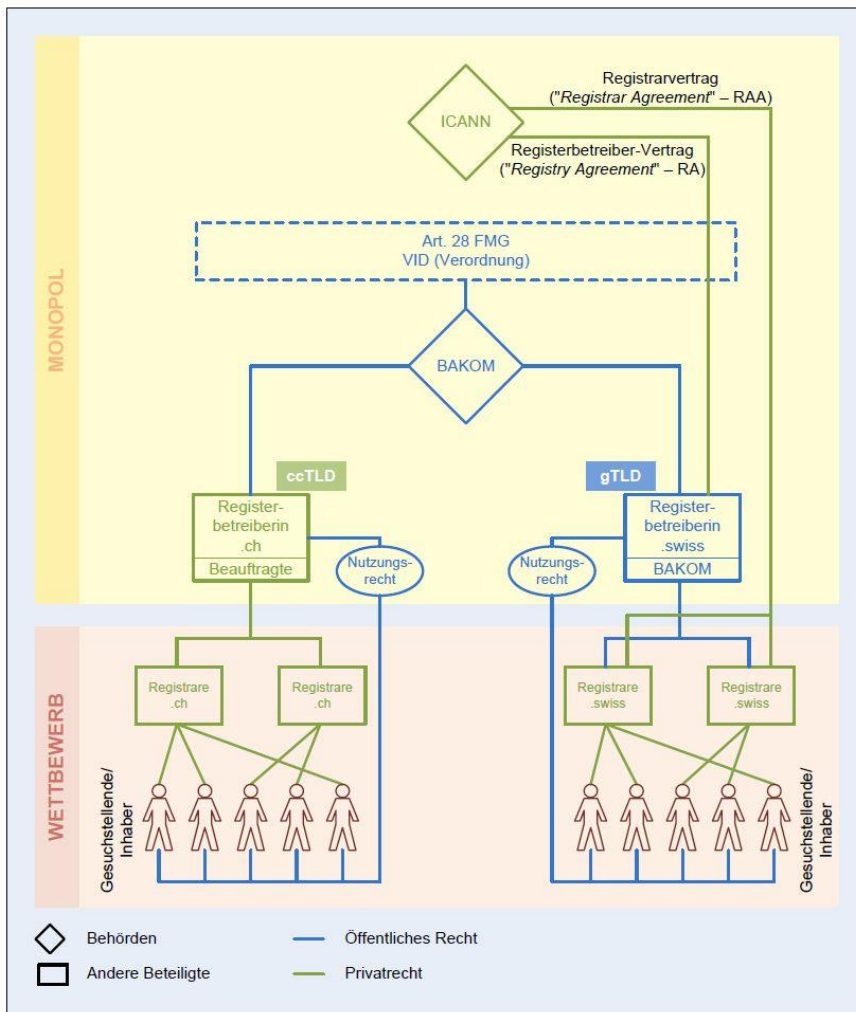 Registrarvertrag
("Registrar Agreement" – RAA)
ICANN
Registerbetreiber-Vertrag
("Registry Agreement" – RA)
MONOPOL
Art. 28 FMG
VID (Verordnung)
BAKOM
ccTLD
gTLD
Register-
betreiberin
.ch
Beauftragte
Nutzungs-
recht
Nutzungs-
recht
Register-
betreiberin
.swiss
BAKOM
WETTBEWERB
Registrare
.ch
Registrare
.ch
Registrare
.swiss
Registrare
.swiss
Gesuchstellende/
Inhaber
Gesuchstellende/
Inhaber
Behörden
Öffentliches Recht
Andere Beteiligte
Privatrecht